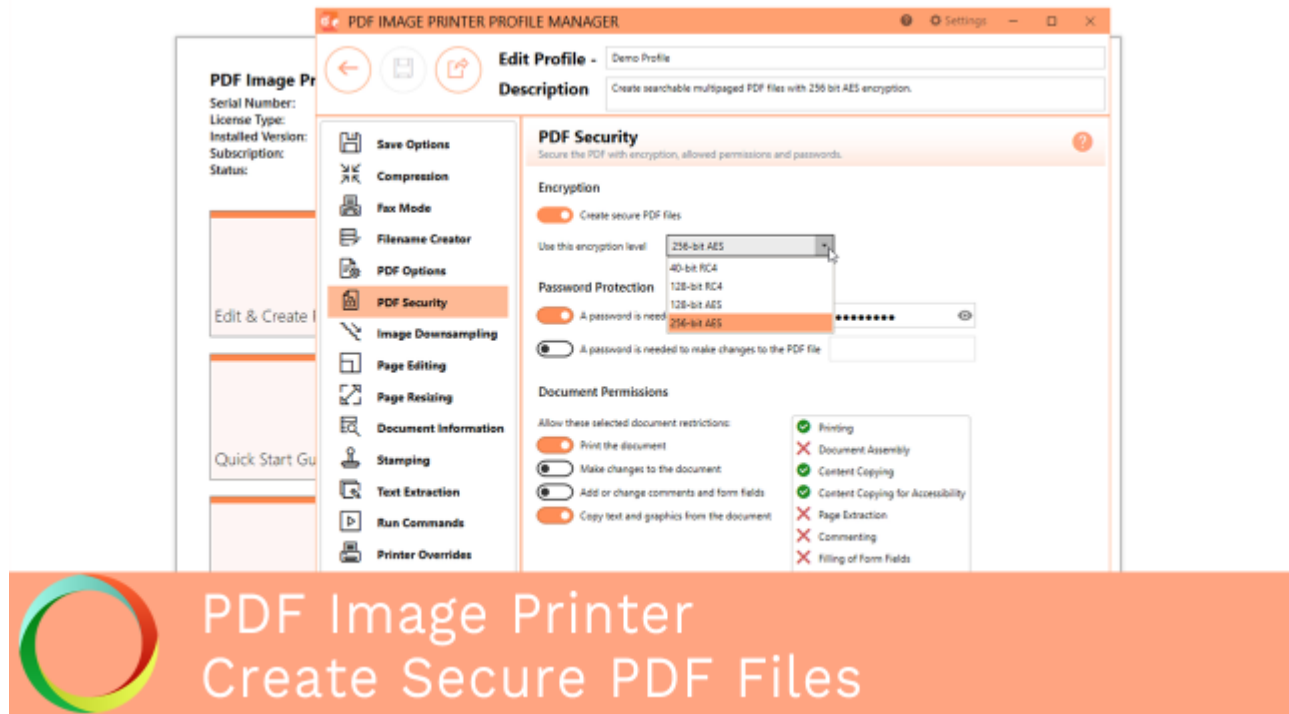 PDF IMAGE PRINTER PROFILE MANAGER
Settings
Edit Profile - Demo Profile
Description Create searchable multipaged PDF files with 256 bit AES encryption.
PDF Image Pr
Serial Number:
License Type:
Installed Version:
Subscription:
Status:
Edit & Create
Quick Start Gu
Save Options
Compression
Fax Mode
Filename Creator
PDF Options
PDF Security
Image Downsampling
Page Editing
Page Resizing
Document Information
Stamping
Text Extraction
Run Commands
Printer Overrides
PDF Security
Secure the PDF with encryption, allowed permissions and passwords.
Encryption
Create secure PDF files
Use this encryption level 256-bit AES
40-bit RC4
128-bit RC4
128-bit AES
256-bit AES
Password Protection
A password is need
A password is needed to make changes to the PDF file
Document Permissions
Allow these selected document restrictions:
Print the document
Make changes to the document
Add or change comments and form fields
Copy text and graphics from the document
Printing
Document Assembly
Content Copying
Content Copying for Accessibility
Page Extraction
Commenting
Filling of Form Fields
PDF Image Printer
Create Secure PDF Files